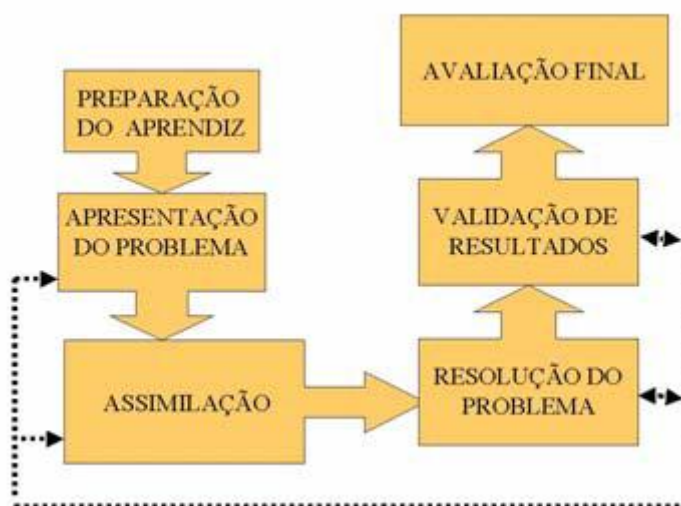 PREPARAÇÃO
DO APRENDIZ
APRESENTAÇÃO
DO PROBLEMA
ASSIMILAÇÃO
RESOLUÇÃO DO
PROBLEMA
VALIDAÇÃO DE
RESULTADOS
AVALIAÇÃO FINAL